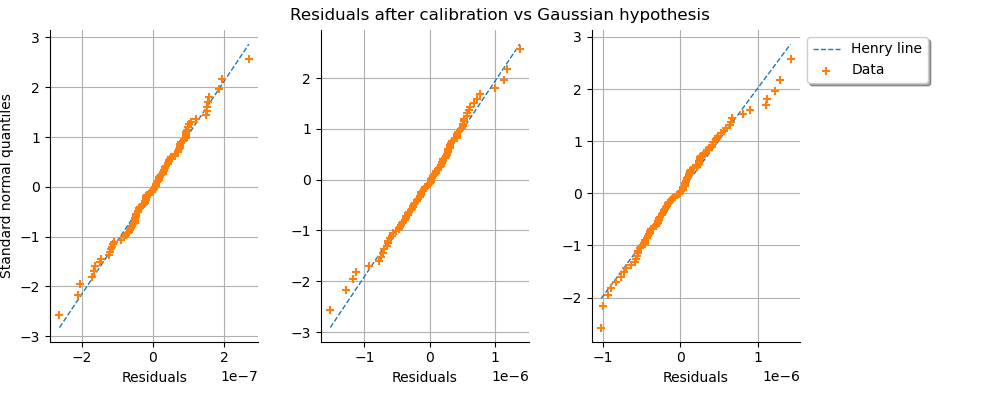 Residuals after calibration vs Gaussian hypothesis
Standard normal quantiles
3
2
1
0
−1
−2
−3
−2
0
2
1e−7
Residuals
2
1
0
−1
−2
−3
−1
0
1
1e−6
Residuals
3
2
1
0
−1
−2
−1
0
1
1e−6
Residuals
Henry line
Data